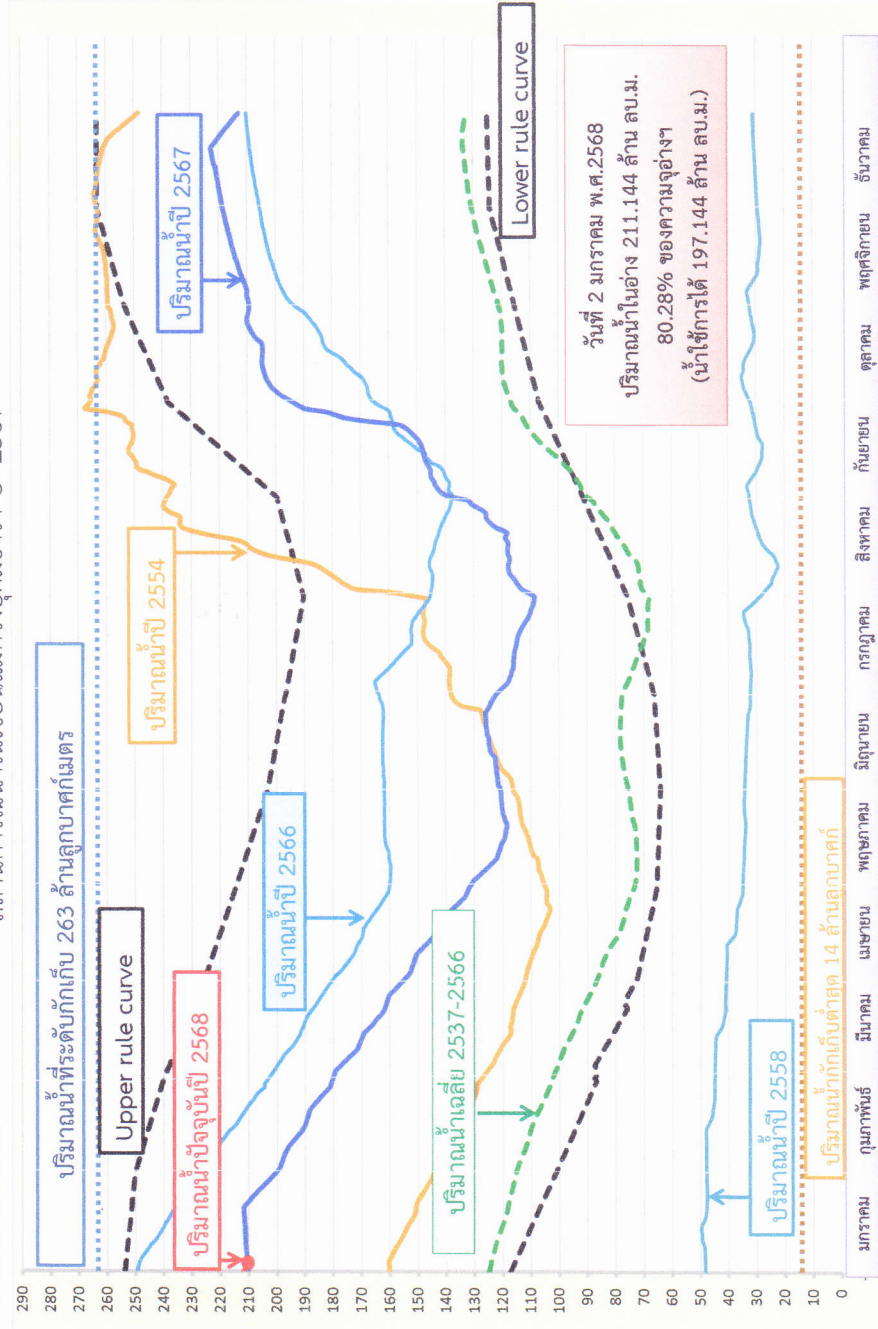 ปริมาณน้ำที่ระดับกักเก็บ 263 ล้านลูกบาศก์เมตร
Upper rule curve
ปริมาณน้ำปัจจุบันปี 2568
ปริมาณน้ำปี 2566
ปริมาณน้ำปี 2554
ปริมาณน้ำปี 2567
ปริมาณน้ำเฉลี่ย 2537-2566
Lower rule curve
วันที่ 2 มกราคม พ.ศ.2568
ปริมาณน้ำในอ่าง 211.144 ล้าน ลบ.ม.
80.28% ของความจุอ่างฯ
(น้ำใช้การได้ 197.144 ล้าน ลบ.ม.)
ปริมาณน้ำปี 2558
ปริมาณน้ำกักเก็บต่ำสุด 14 ล้านลูกบาศก์
290
280
270
260
250
240
230
220
210
200
190
180
170
160
150
140
130
120
110
100
90
80
70
60
50
40
30
20
10
0
มกราคม กุมภาพันธ์ มีนาคม เมษายน พฤษภาคม มิถุนายน กรกฎาคม สิงหาคม กันยายน ตุลาคม พฤศจิกายน ธันวาคม